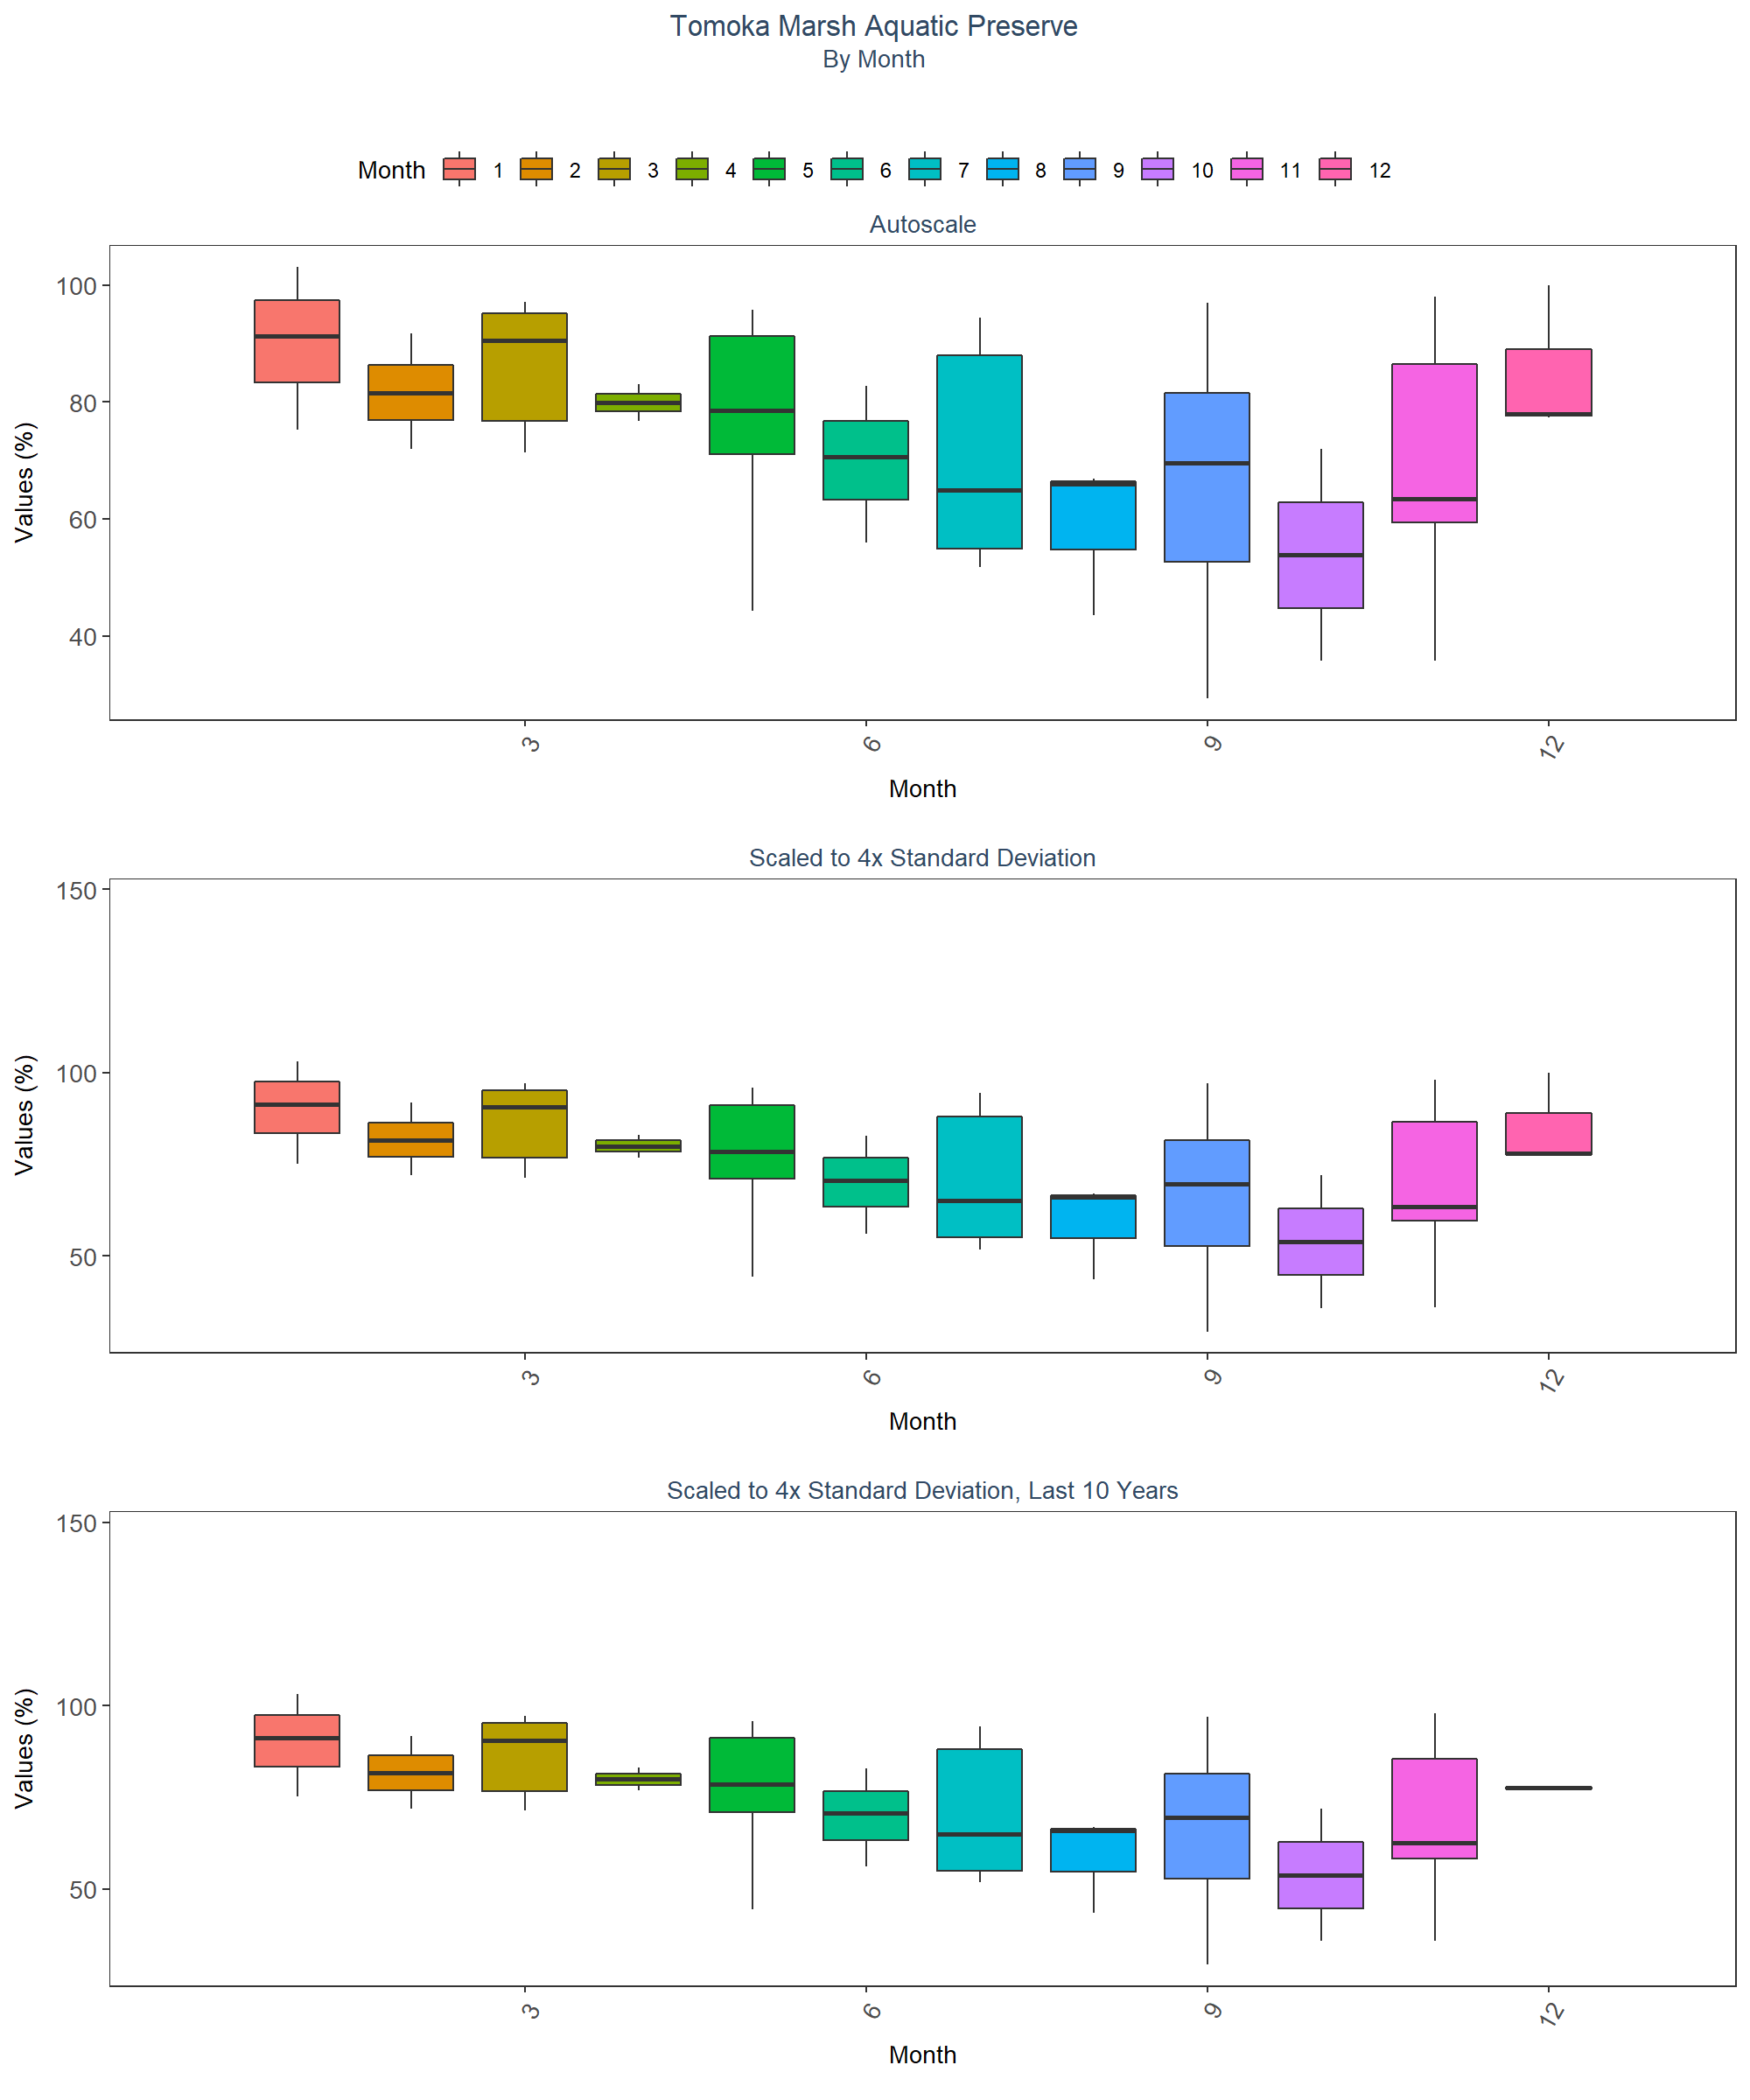 Tomoka Marsh Aquatic Preserve
By Month
Month 1 2 3 4 5 6 7 8 9 10 11 12
Autoscale
Values (%)
100
80
60
40
3 6 9 12
Month
Scaled to 4x Standard Deviation
Values (%)
150
100
50
3 6 9 12
Month
Scaled to 4x Standard Deviation, Last 10 Years
Values (%)
150
100
50
3 6 9 12
Month